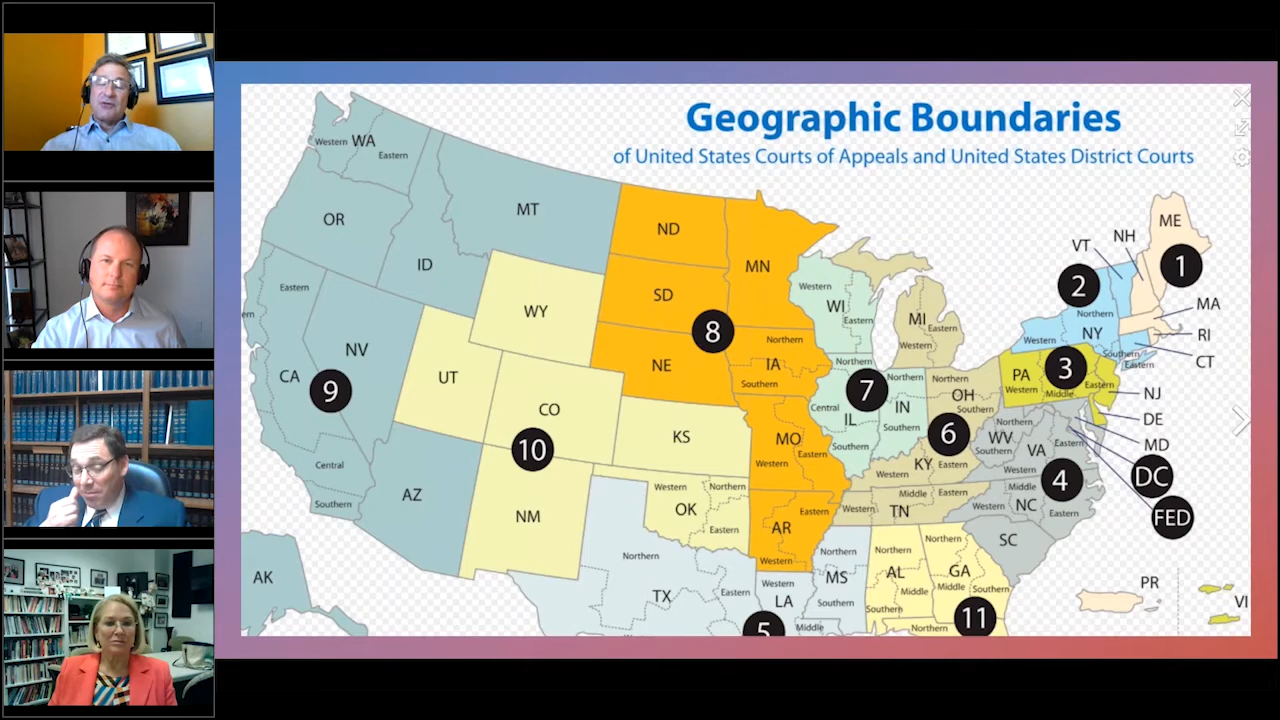 Geographic Boundaries
of United States Courts of Appeals and United States District Courts
Western WA
Eastern
OR
MT
ID
ND
MN
SD
8
WY
NE
Northern
IA
Southern
Eastern
ern
NV
CA
9
Central
Southern
UT
CO
10
KS
MO
Western
Eastern
AZ
NM
Western
Northern
OK
Eastern
AR
Eastern
Western
Northern
TX
Eastern
Western
LA
Middle
5
Northern
MS
Southern
Western
WI
Eastern
MI
Eastern
Western
Northern
7
Central
IL
Southern
Northern
IN
Southern
Northern
OH
Southern
6
KY
Western
Eastern
Western
Middle
Eastern
TN
Northern
AL
Middle
Southern
Northern
GA
Middle
Southern
11
Northern
ME
NH
VT
1
2
Northern
NY
Western
Southern
Eastern
MA
RI
CT
PA
3
Western
Middle
Eastern
NJ
DE
MD
DC
FED
Northern
WV
Southern
VA
Eastern
Western
4
Middle
NC
Western
Eastern
SC
PR
VI
AK